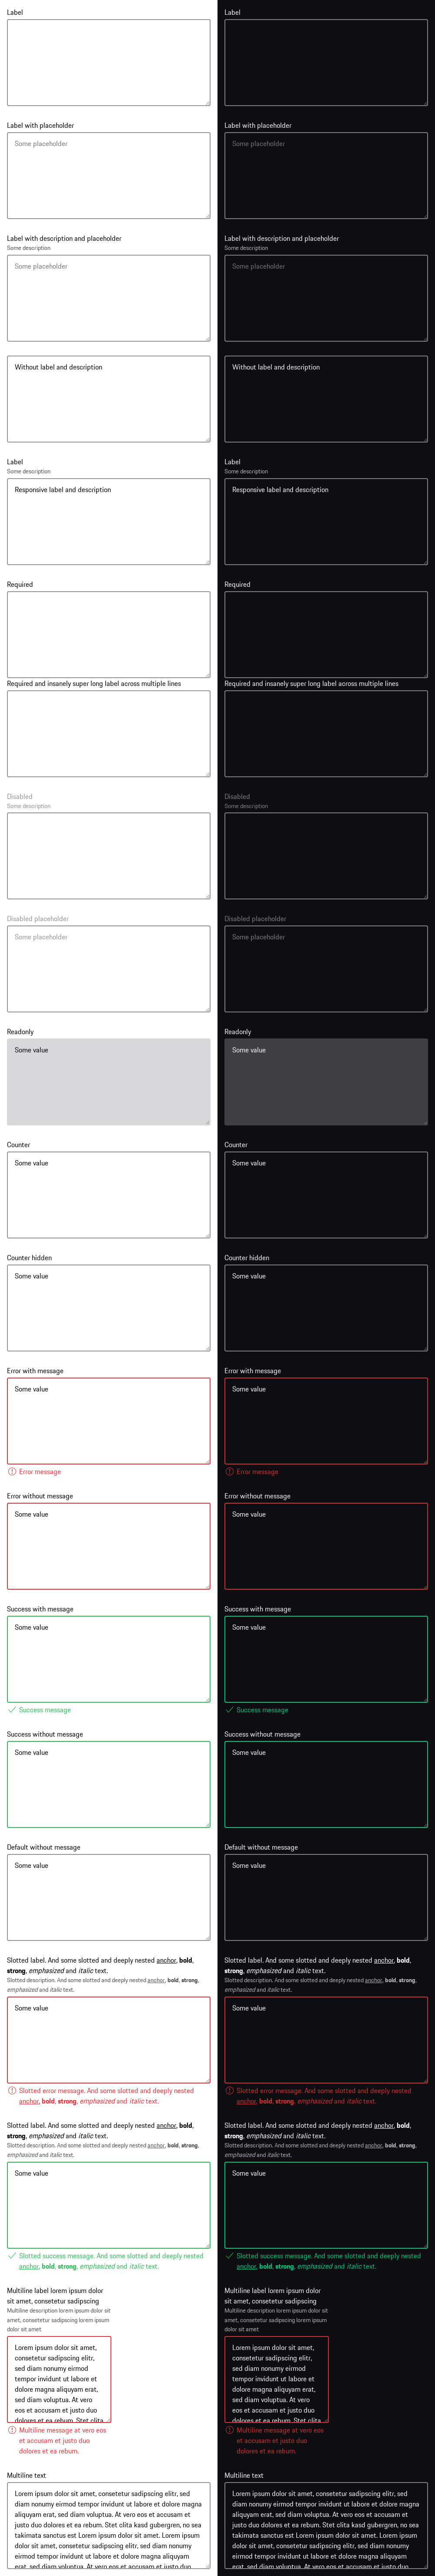 Label
Label with placeholder
Some placeholder
Label with description and placeholder
Some description
Some placeholder
Without label and description
Label
Some description
Responsive label and description
Required
Required and insanely super long label across multiple lines
Disabled
Some description
Disabled placeholder
Some placeholder
Readonly
Some value
Counter
Some value
Counter hidden
Some value
Error with message
Some value
Error message
Error without message
Some value
Success with message
Some value
Success message
Success without message
Some value
Default without message
Some value
Slotted label. And some slotted and deeply nested anchor, bold,
strong, emphasized and italic text.
Slotted description. And some slotted and deeply nested anchor, bold, strong,
emphasized and italic text.
Some value
Slotted error message. And some slotted and deeply nested
anchor, bold, strong, emphasized and italic text.
Slotted label. And some slotted and deeply nested anchor, bold,
strong, emphasized and italic text.
Slotted description. And some slotted and deeply nested anchor, bold, strong,
emphasized and italic text.
Some value
Slotted success message. And some slotted and deeply nested
anchor, bold, strong, emphasized and italic text.
Multiline label lorem ipsum dolor
sit amet, consetetur sadipscing
Multiline description lorem ipsum dolor sit
amet, consetetur sadipscing lorem ipsum
dolor sit amet
Lorem ipsum dolor sit amet,
consetetur sadipscing elitr,
sed diam nonumy eirmod
tempor invidunt ut labore et
dolore magna aliquyam erat,
sed diam voluptua. At vero
eos et accusam et justo duo
dolores et ea rebum. Stet clita
Multiline message at vero eos
et accusam et justo duo
dolores et ea rebum.
Multiline text
Lorem ipsum dolor sit amet, consetetur sadipscing elitr, sed
diam nonumy eirmod tempor invidunt ut labore et dolore magna
aliquyam erat, sed diam voluptua. At vero eos et accusam et
justo duo dolores et ea rebum. Stet clita kasd gubergren, no sea
takimata sanctus est Lorem ipsum dolor sit amet. Lorem ipsum
dolor sit amet, consetetur sadipscing elitr, sed diam nonumy
eirmod tempor invidunt ut labore et dolore magna aliquyam
erat, sed diam voluptua. At vero eos et accusam et justo duo
Label
Label with placeholder
Some placeholder
Label with description and placeholder
Some description
Some placeholder
Without label and description
Label
Some description
Responsive label and description
Required
Required and insanely super long label across multiple lines
Disabled
Some description
Disabled placeholder
Some placeholder
Readonly
Some value
Counter
Some value
Counter hidden
Some value
Error with message
Some value
Error message
Error without message
Some value
Success with message
Some value
Success message
Success without message
Some value
Default without message
Some value
Slotted label. And some slotted and deeply nested anchor, bold,
strong, emphasized and italic text.
Slotted description. And some slotted and deeply nested anchor, bold, strong,
emphasized and italic text.
Some value
Slotted error message. And some slotted and deeply nested
anchor, bold, strong, emphasized and italic text.
Slotted label. And some slotted and deeply nested anchor, bold,
strong, emphasized and italic text.
Slotted description. And some slotted and deeply nested anchor, bold, strong,
emphasized and italic text.
Some value
Slotted success message. And some slotted and deeply nested
anchor, bold, strong, emphasized and italic text.
Multiline label lorem ipsum dolor
sit amet, consetetur sadipscing
Multiline description lorem ipsum dolor sit
amet, consetetur sadipscing lorem ipsum
dolor sit amet
Lorem ipsum dolor sit amet,
consetetur sadipscing elitr,
sed diam nonumy eirmod
tempor invidunt ut labore et
dolore magna aliquyam erat,
sed diam voluptua. At vero
eos et accusam et justo duo
dolores et ea rebum. Stet clita
Multiline message at vero eos
et accusam et justo duo
dolores et ea rebum.
Multiline text
Lorem ipsum dolor sit amet, consetetur sadipscing elitr, sed
diam nonumy eirmod tempor invidunt ut labore et dolore magna
aliquyam erat, sed diam voluptua. At vero eos et accusam et
justo duo dolores et ea rebum. Stet clita kasd gubergren, no sea
takimata sanctus est Lorem ipsum dolor sit amet. Lorem ipsum
dolor sit amet, consetetur sadipscing elitr, sed diam nonumy
eirmod tempor invidunt ut labore et dolore magna aliquyam
erat, sed diam voluptua. At vero eos et accusam et justo duo